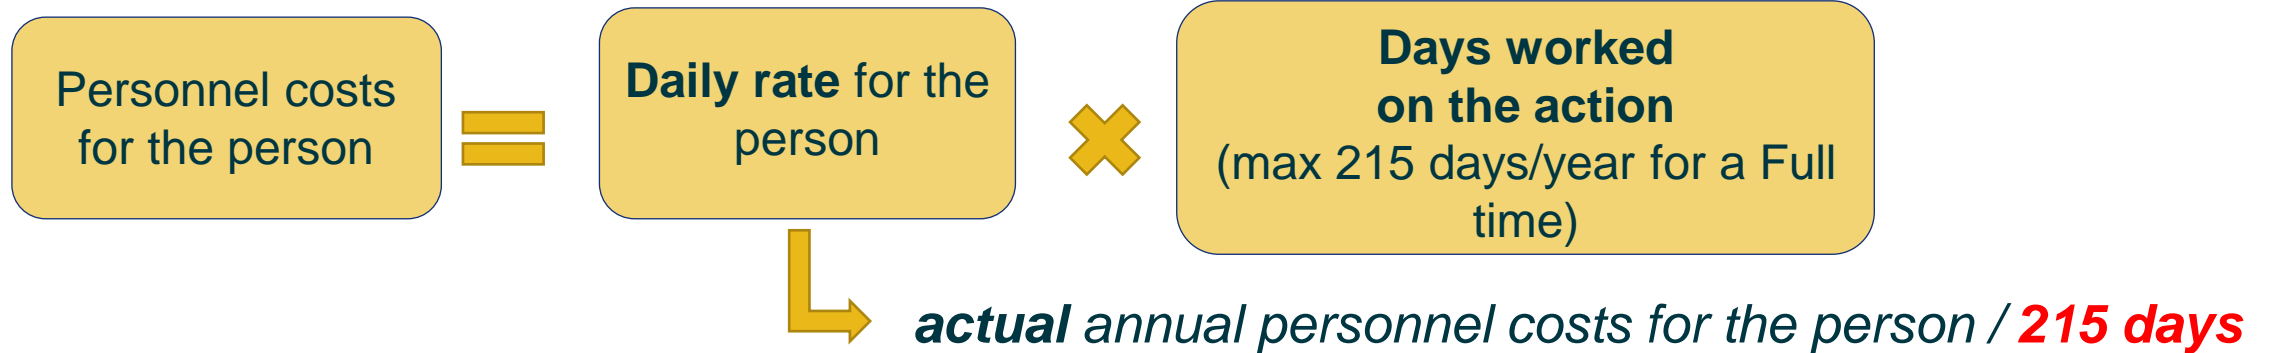 Personnel costs
for the person
Daily rate for the
person
Days worked
on the action
(max 215 days/year for a Full
time)
actual annual personnel costs for the person / 215 days